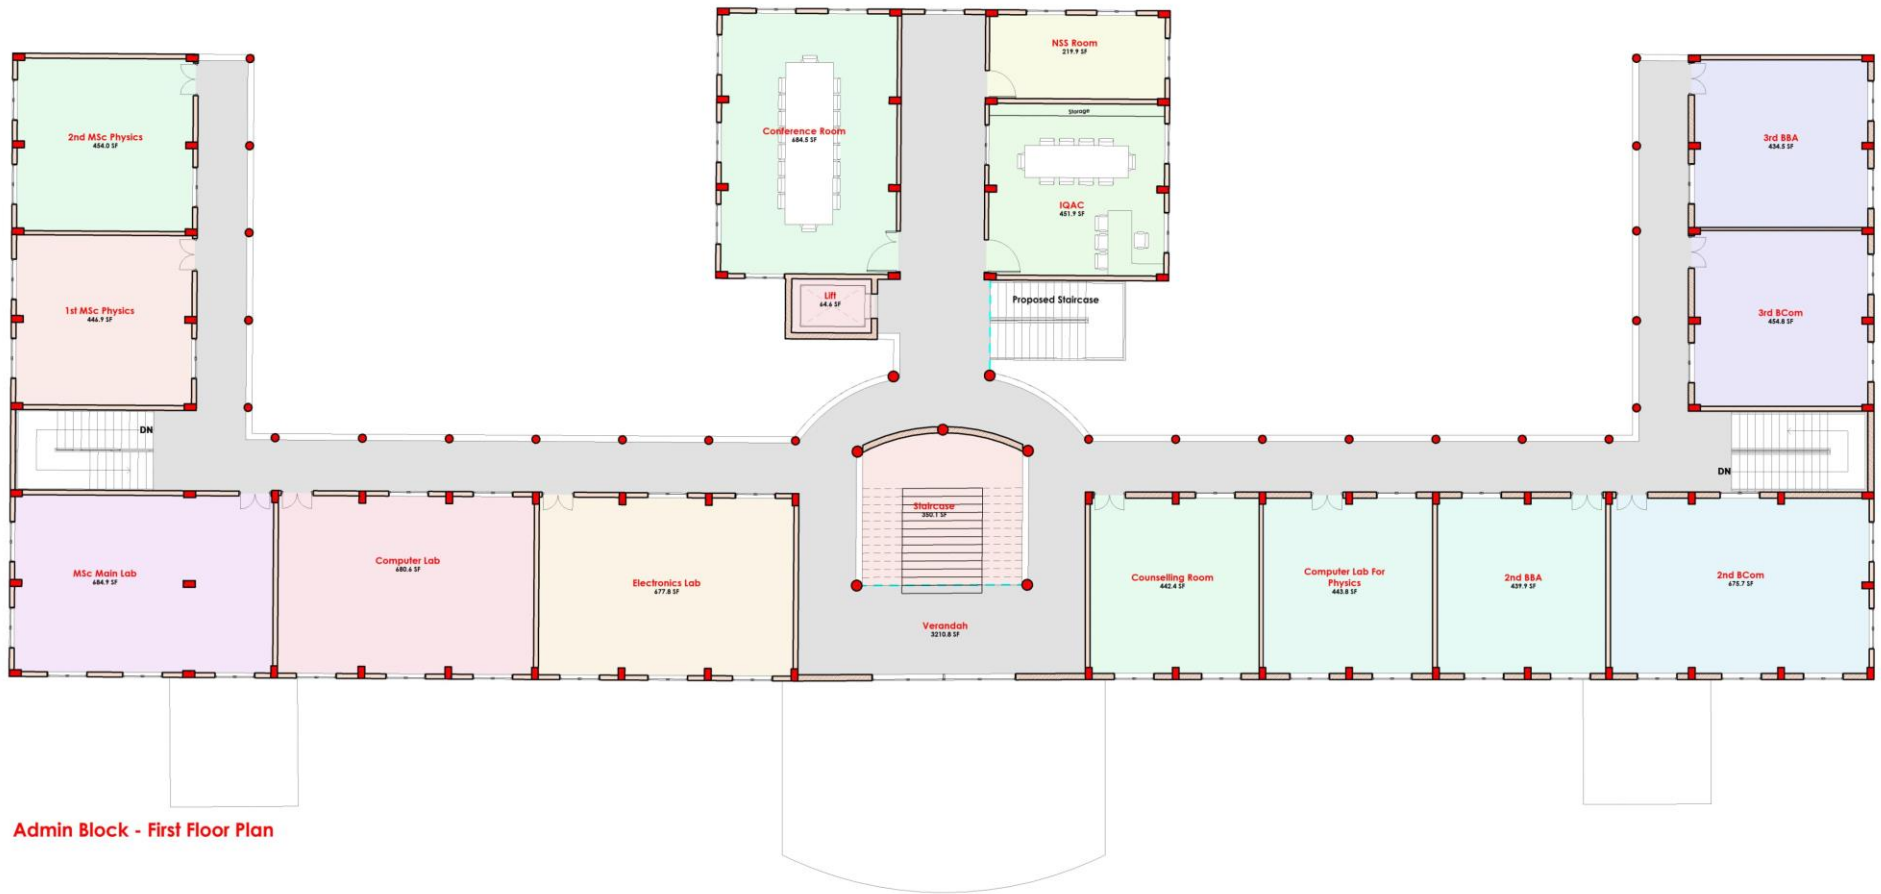 NSS Room
219.9 SF
Storage
2nd MSc Physics
454.0 SF
Conference Room
684.5 SF
3rd BBA
434.5 SF
IQAC
451.9 SF
1st MSc Physics
446.9 SF
Lift
64.6 SF
Proposed Staircase
3rd BCom
454.8 SF
DN
DN
Staircase
350.1 SF
MSc Main Lab
684.9 SF
Computer Lab
680.6 SF
Electronics Lab
677.8 SF
Counselling Room
442.4 SF
Computer Lab For
Physics
443.8 SF
2nd BBA
439.9 SF
2nd BCom
675.7 SF
Verandah
3210.8 SF
Admin Block - First Floor Plan